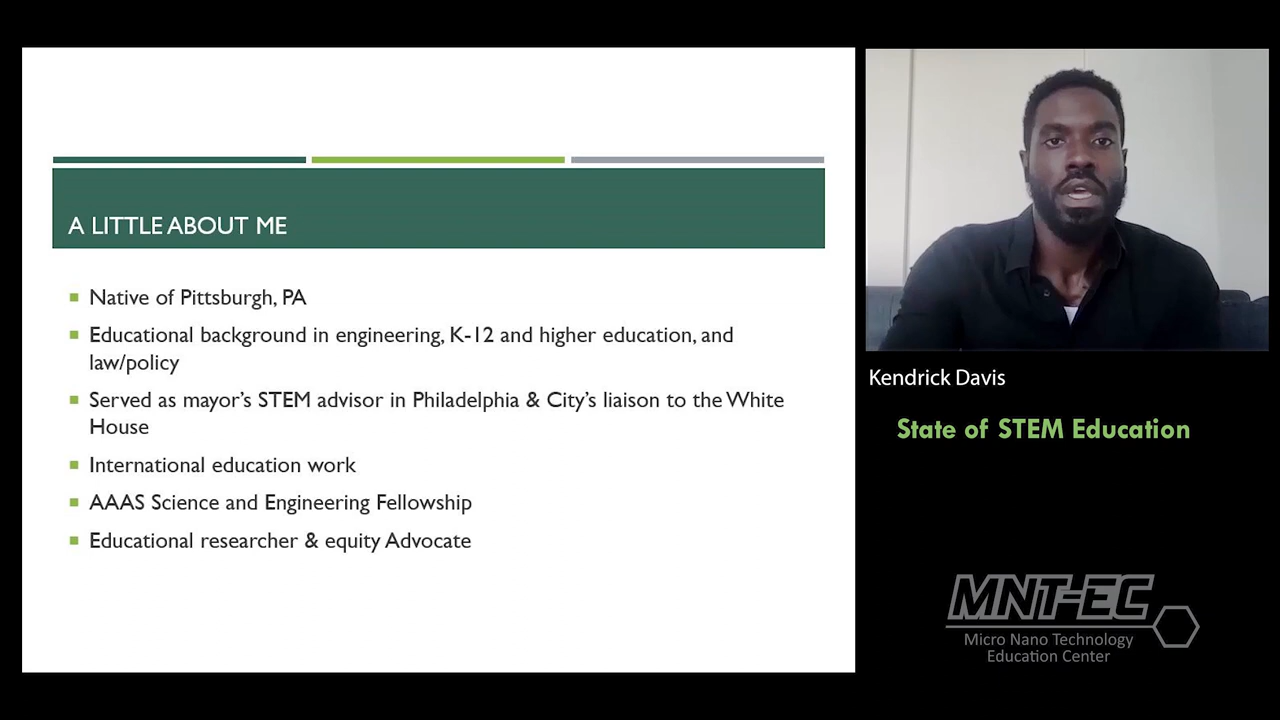 A LITTLE ABOUT ME
Native of Pittsburgh, PA
Educational background in engineering, K-12 and higher education, and
law/policy
Served as mayor's STEM advisor in Philadelphia & City's liaison to the White
House
International education work
AAAS Science and Engineering Fellowship
Educational researcher & equity Advocate
Kendrick Davis
State of STEM Education
MNT-EC
Micro Nano Technology
Education Center